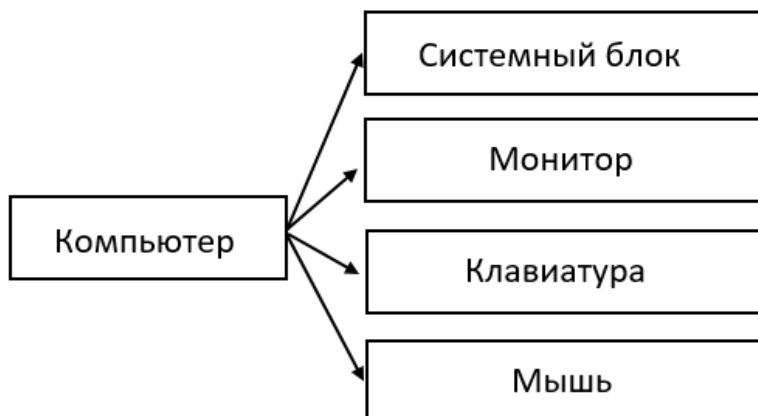 Системный блок
Монитор
Компьютер
Клавиатура
Мышь